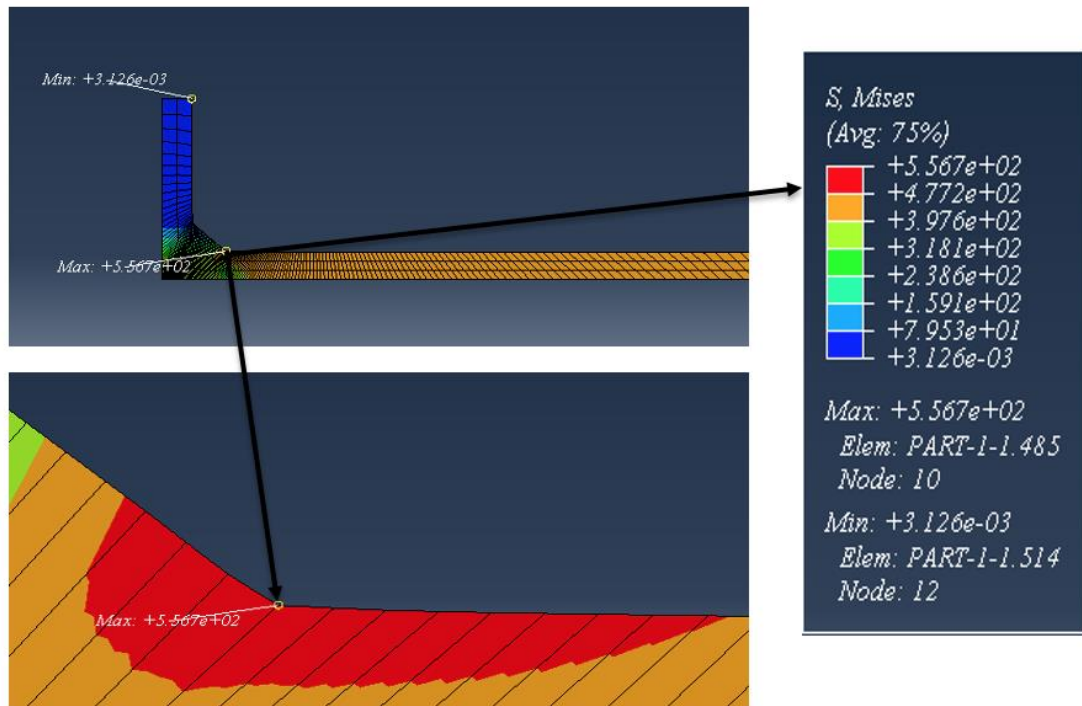 Min: +3.126e-03
Max: +5.567e+02
Max: +5.567e+02
S, Mises
(Avg: 75%)
+5.567e+02
+4.772e+02
+3.976e+02
+3.181e+02
+2.386e+02
+1.591e+02
+7.953e+01
+3.126e-03
Max: +5.567e+02
Elem: PART-1-1.485
Node: 10
Min: +3.126e-03
Elem: PART-1-1.514
Node: 12